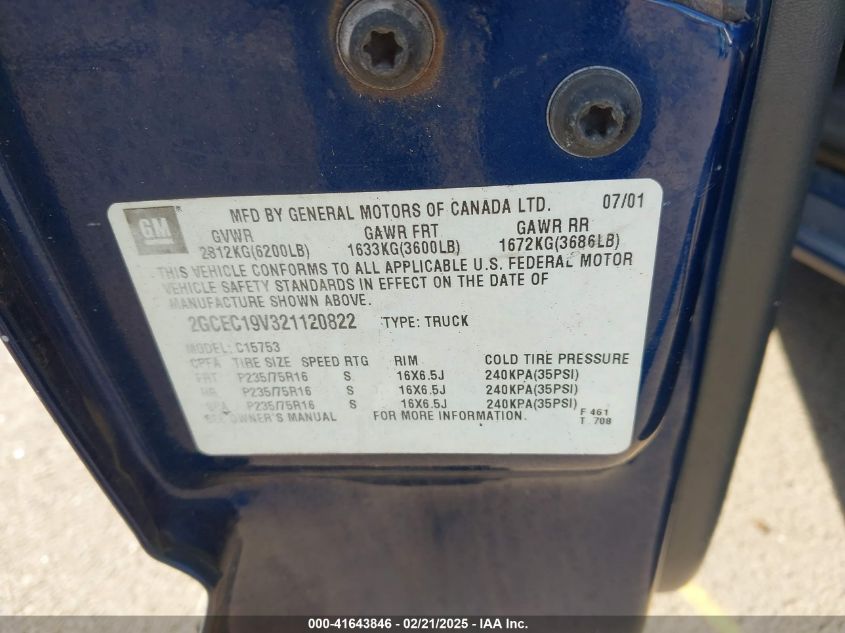 GM
MFD BY GENERAL MOTORS OF CANADA LTD. 07/01
GVWR GAWR FRT GAWR RR
2812KG(6200LB) 1633KG(3600LB) 1672KG(3686LB)
THIS VEHICLE CONFORMS TO ALL APPLICABLE U.S. FEDERAL MOTOR
VEHICLE SAFETY STANDARDS IN EFFECT ON THE DATE OF
MANUFACTURE SHOWN ABOVE.
2GCEC19V321120822 TYPE: TRUCK
MODEL: C15753
TIRE SIZE SPEED RTG RIM COLD TIRE PRESSURE
FRT P235/75R16 S 16X6.5J 240KPA(35PSI)
RR P235/75R16 S 16X6.5J 240KPA(35PSI)
SPA P235/75R16 S 16X6.5J 240KPA(35PSI)
SEE OWNER'S MANUAL FOR MORE INFORMATION.
F 461
T 708
000-41643846 / 02/21/2025 / IAA Inc.